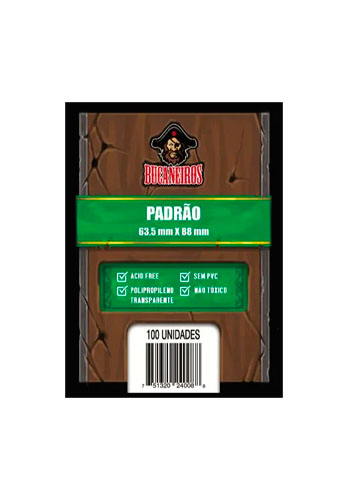 BUCANEIROS
PADRÃO
63.5 mm X 88 mm
ACID FREE
SEM PVC
POLIPROPILENO
TRANSPARENTE
NÃO TÓXICO
100 UNIDADES
7 51320 24008 8